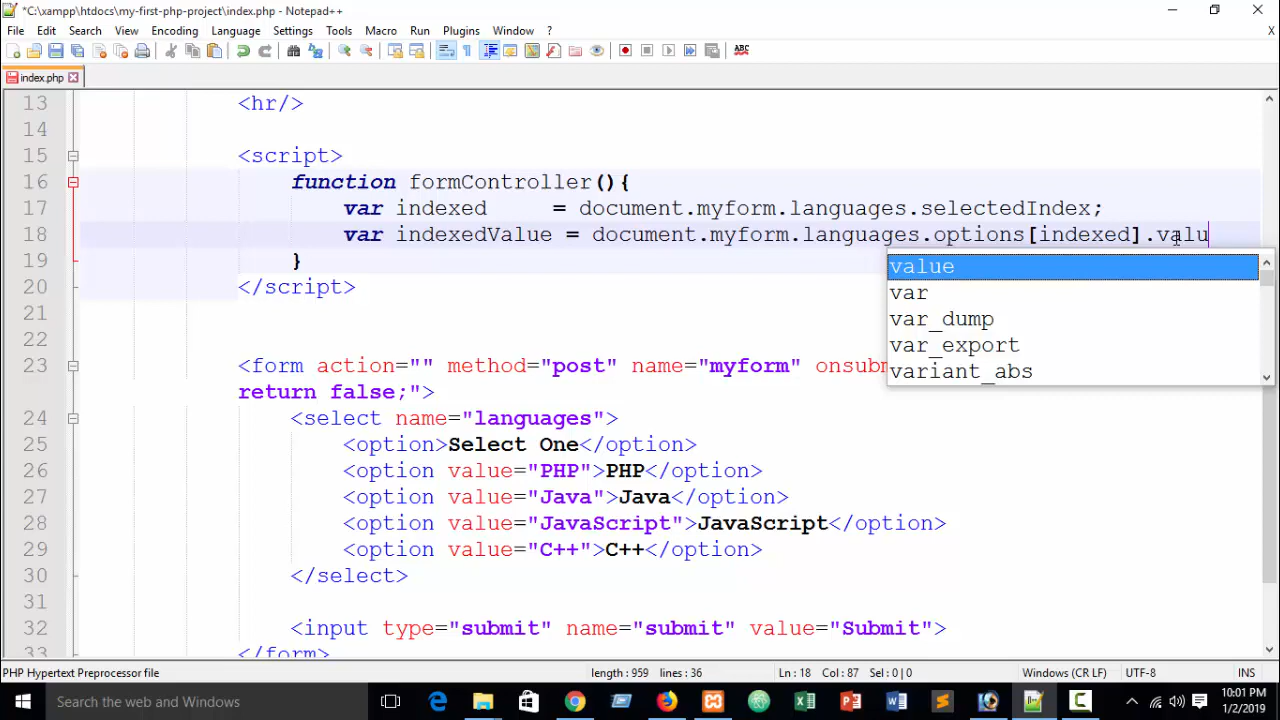 *C:\xampp\htdocs\my-first-php-project\index.php - Notepad++
File Edit Search View Encoding Language Settings Tools Macro Run Plugins Window ?
X
ABC
index.php
13 <hr/>
14
15 <script>
16 function formController(){
17 var indexed = document.myform.languages.selectedIndex;
18 var indexedValue = document.myform.languages.options[indexed].valu
19 }
20 </script>
21
22
23 <form action="" method="post" name="myform" onsubm
return false;">
24 <select name="languages">
25 <option>Select One</option>
26 <option value="PHP">PHP</option>
27 <option value="Java">Java</option>
28 <option value="JavaScript">JavaScript</option>
29 <option value="C++">C++</option>
30 </select>
31
32 <input type="submit" name="submit" value="Submit">
33 </form>
value
var
var_dump
var_export
variant_abs
PHP Hypertext Preprocessor file length : 959 lines : 36 Ln : 18 Col : 87 Sel : 0 | 0 Windows (CR LF) UTF-8 INS
Search the web and Windows
10:01 PM
1/2/2019